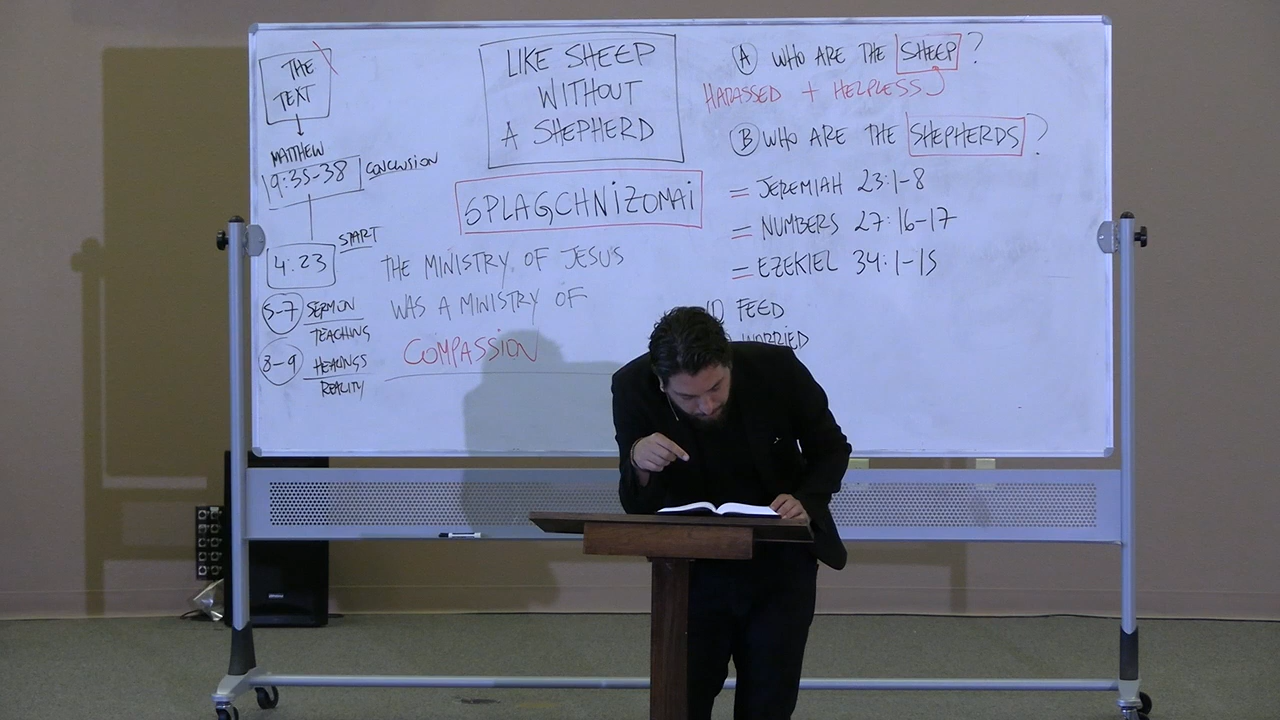 THE
TEXT
MATTHEW
9:35-38 CONCLUSION
4:23 START
5-7 SERMON
TEACHING
8-9 HEALINGS
REALITY
LIKE SHEEP
WITHOUT
A SHEPHERD
SPLAGCHNiZOMAi
THE MINISTRY OF JESUS
WAS A MINISTRY OF
COMPASSION
A WHO ARE THE SHEEP?
HARASSED + HELPLESS
B WHO ARE THE SHEPHERDS?
= JEREMIAH 23:1-8
= NUMBERS 27:16-17
= EZEKIEL 34:1-15
FEED
WORRIED